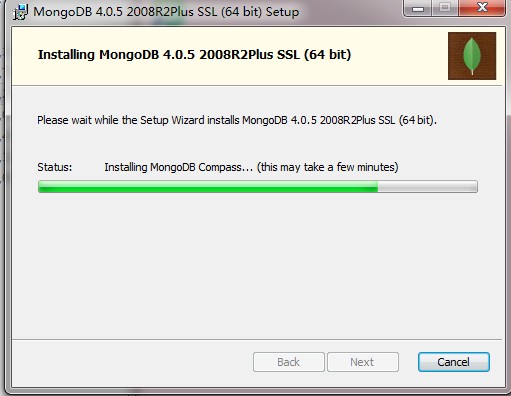 MongoDB 4.0.5 2008R2Plus SSL (64 bit) Setup
Installing MongoDB 4.0.5 2008R2Plus SSL (64 bit)
Please wait while the Setup Wizard installs MongoDB 4.0.5 2008R2Plus SSL (64 bit).
Status: Installing MongoDB Compass... (this may take a few minutes)
Back Next Cancel